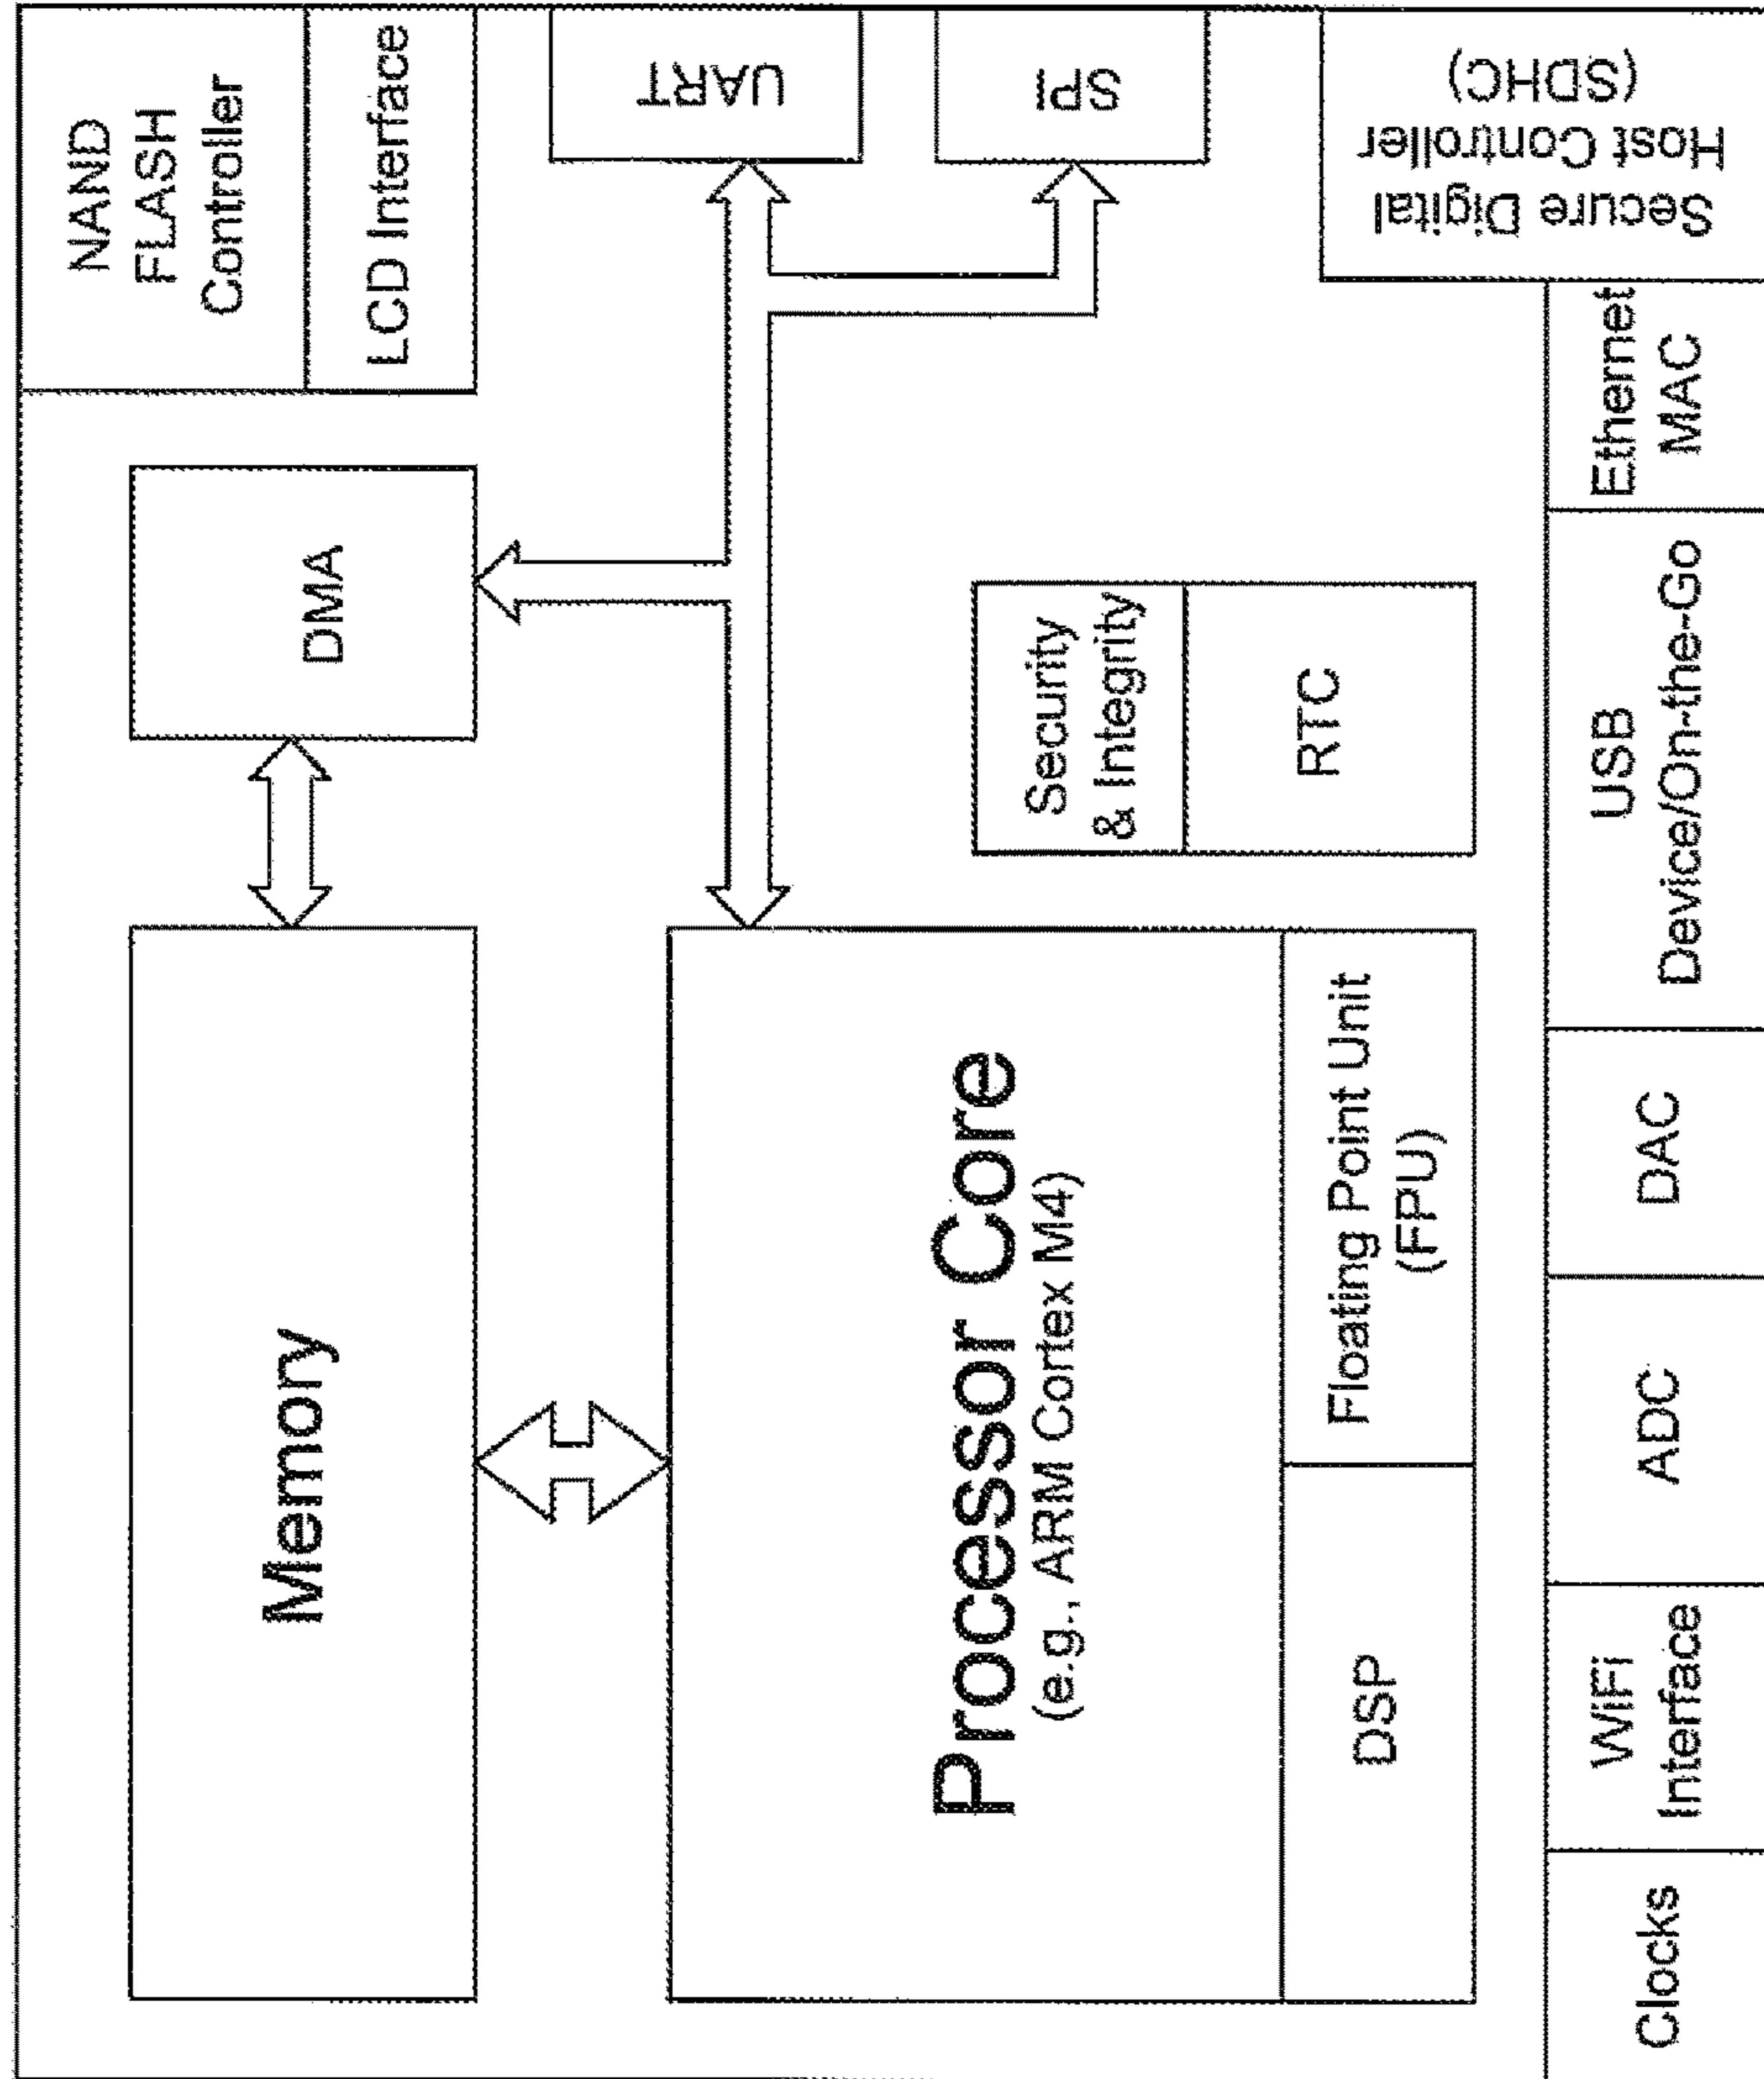 Memory
DMA
NAND
FLASH
Controller
LCD Interface
UART
SPI
Processor Core
(e.g., ARM Cortex M4)
DSP
Floating Point Unit
(FPU)
Security
& Integrity
RTC
Secure Digital
Host Controller
(SDHC)
Clocks
WiFi
Interface
ADC
DAC
USB
Device/On-the-Go
Ethernet
MAC